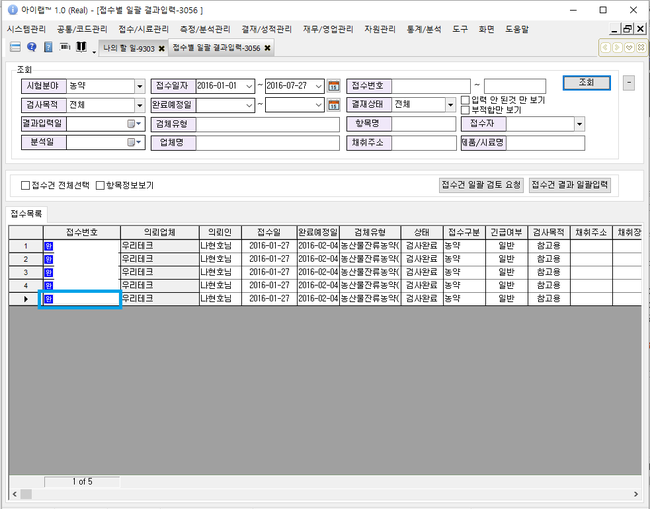 아이랩™ 1.0 (Real) - [접수별 일괄 결과입력-3056 ]
시스템관리 공통/코드관리 접수/시료관리 측정/분석관리 결재/성적관리 재무/영업관리 자원관리 통계/분석 도구 화면 도움말
나의 할 일-9303 접수별 일괄 결과입력-3056
조회
시험분야 농약 접수일자 2016-01-01 ~ 2016-07-27 15 접수번호 ~ 조회
검사목적 전체 완료예정일 ~ 15 결재상태 전체 입력 안 된것 만 보기
부적합만 보기
결과입력일 검체유형 항목명 접수자
분석일 업체명 채취주소 제품/시료명
접수건 전체선택 항목정보보기 접수건 일괄 검토 요청 접수건 결과 일괄입력
접수목록
접수번호 의뢰업체 의뢰인 접수일 완료예정일 검체유형 상태 접수구분 긴급여부 검사목적 채취주소 채취장
1 완 우리테크 나현호님 2016-01-27 2016-02-04 농산물잔류농약( 검사완료 농약 일반 참고용
2 완 우리테크 나현호님 2016-01-27 2016-02-04 농산물잔류농약( 검사완료 농약 일반 참고용
3 완 우리테크 나현호님 2016-01-27 2016-02-04 농산물잔류농약( 검사완료 농약 일반 참고용
4 완 우리테크 나현호님 2016-01-27 2016-02-04 농산물잔류농약( 검사완료 농약 일반 참고용
완 우리테크 나현호님 2016-01-27 2016-02-04 농산물잔류농약( 검사완료 농약 일반 참고용
1 of 5